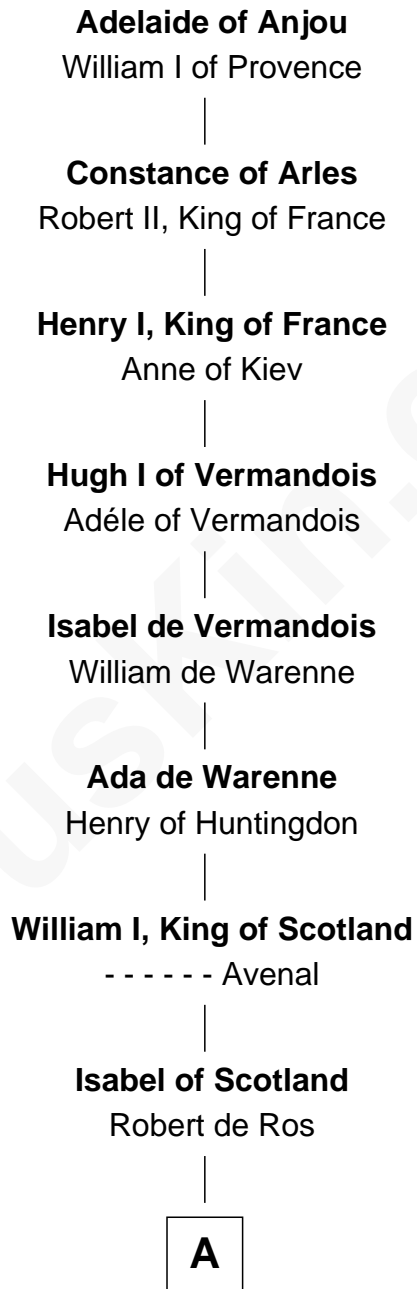 Adelaide of Anjou
William I of Provence
Constance of Arles
Robert II, King of France
Henry I, King of France
Anne of Kiev
Hugh I of Vermandois
Adéle of Vermandois
Isabel de Vermandois
William de Warenne
Ada de Warenne
Henry of Huntingdon
William I, King of Scotland
- - - - - - Avenal
Isabel of Scotland
Robert de Ros
A